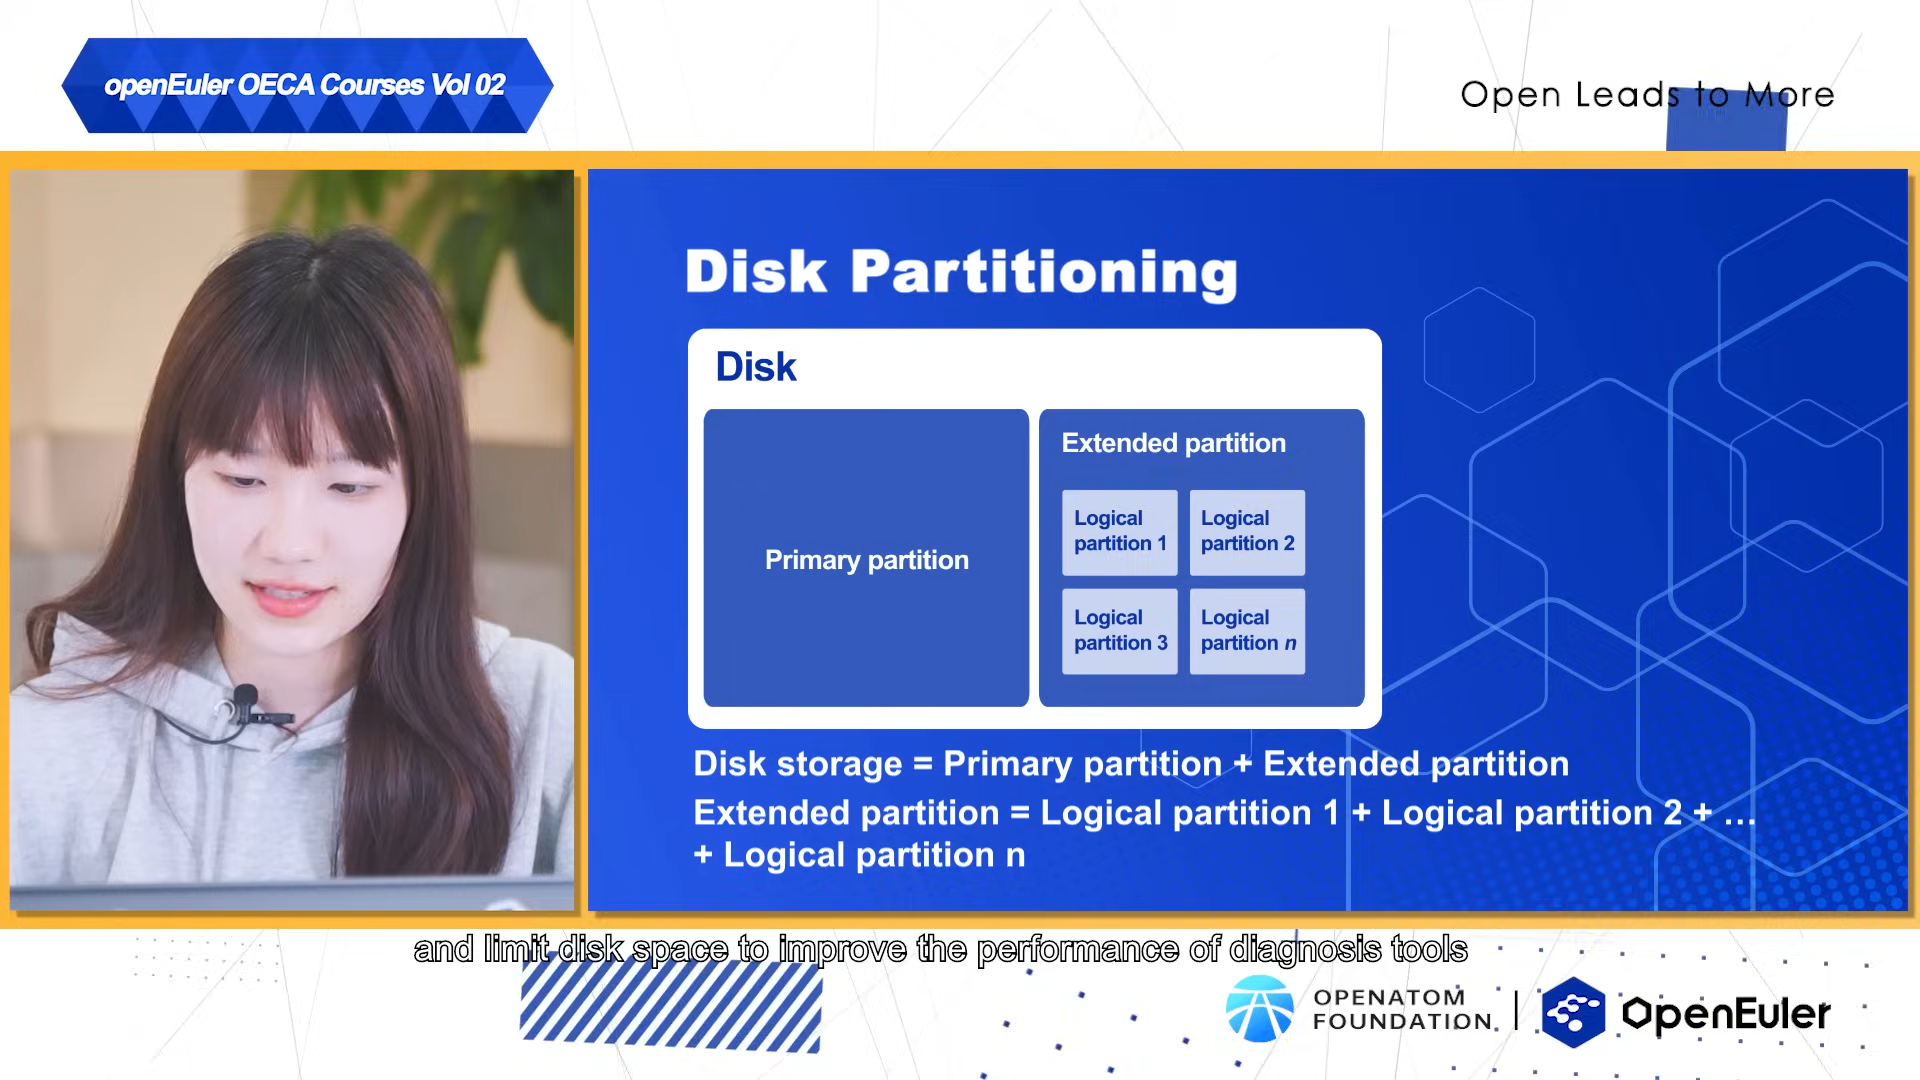 openEuler OECA Courses Vol 02
Open Leads to More
Disk Partitioning
Disk
Primary partition
Extended partition
Logical partition 1
Logical partition 2
Logical partition 3
Logical partition n
Disk storage = Primary partition + Extended partition
Extended partition = Logical partition 1 + Logical partition 2 + ...
+ Logical partition n
and limit disk space to improve the performance of diagnosis tools
OPENATOM
FOUNDATION
OpenEuler